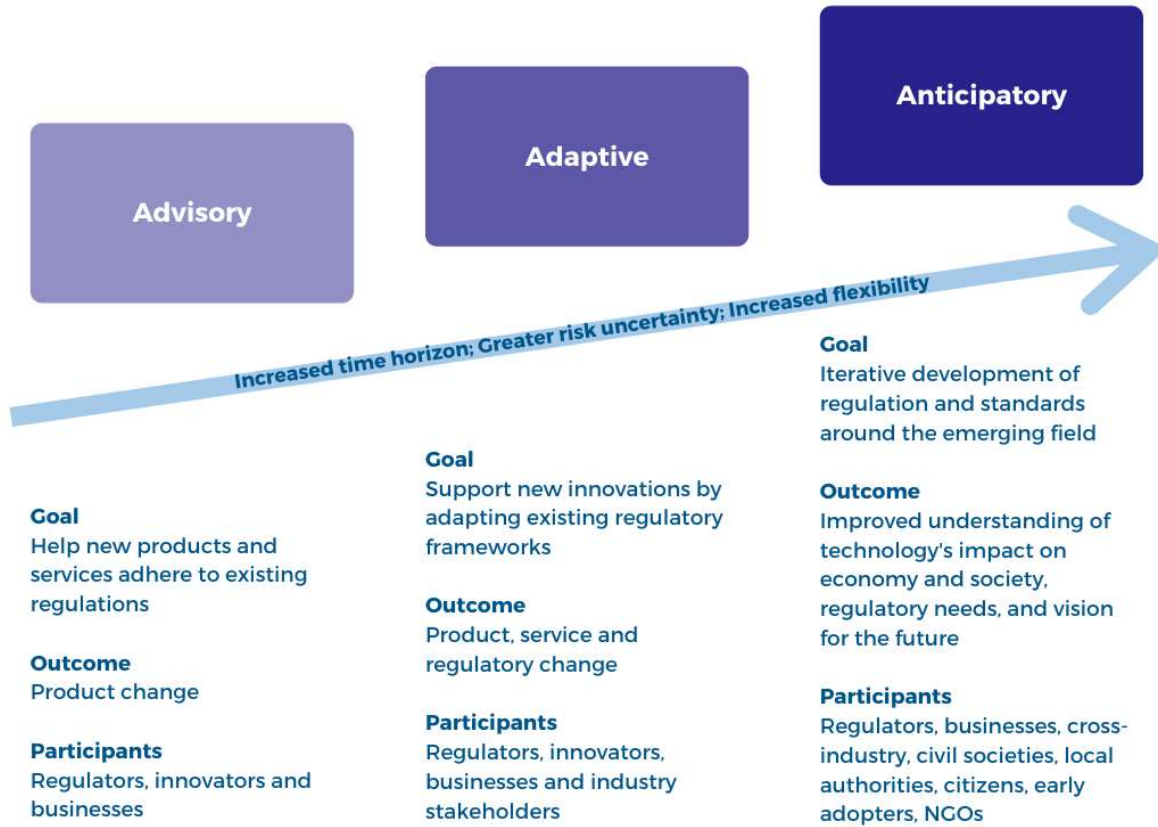 Anticipatory
Adaptive
Advisory
Increased time horizon; Greater risk uncertainty; Increased flexibility
Goal
Help new products and
services adhere to existing
regulations
Outcome
Product change
Participants
Regulators, innovators and
businesses
Goal
Support new innovations by
adapting existing regulatory
frameworks
Outcome
Product, service and
regulatory change
Participants
Regulators, innovators,
businesses and industry
stakeholders
Goal
Iterative development of
regulation and standards
around the emerging field
Outcome
Improved understanding of
technology's impact on
economy and society,
regulatory needs, and vision
for the future
Participants
Regulators, businesses, cross-
industry, civil societies, local
authorities, citizens, early
adopters, NGOs